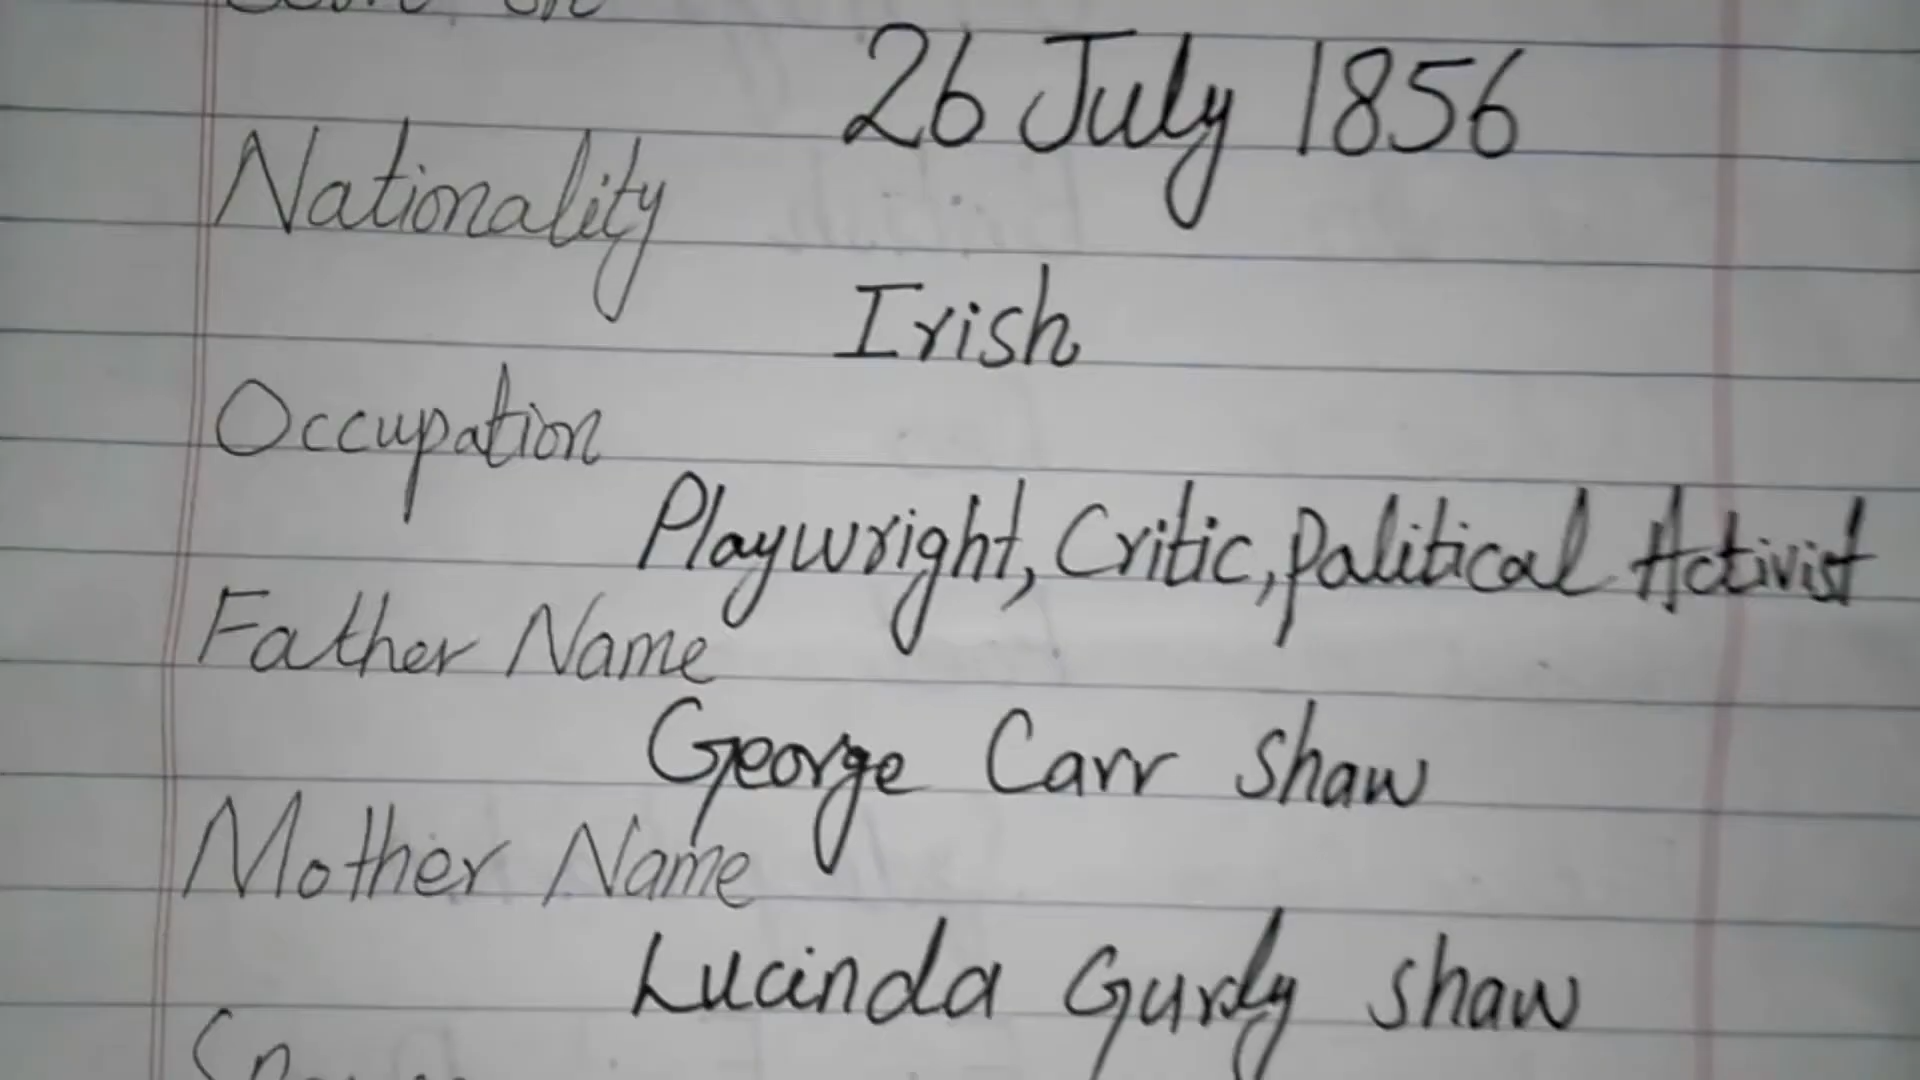 26 July 1856
Nationality
Irish
Occupation
Playwright, Critic, Palitical Activist
Father Name
George Carr Shaw
Mother Name
Lucinda Gurdy Shaw